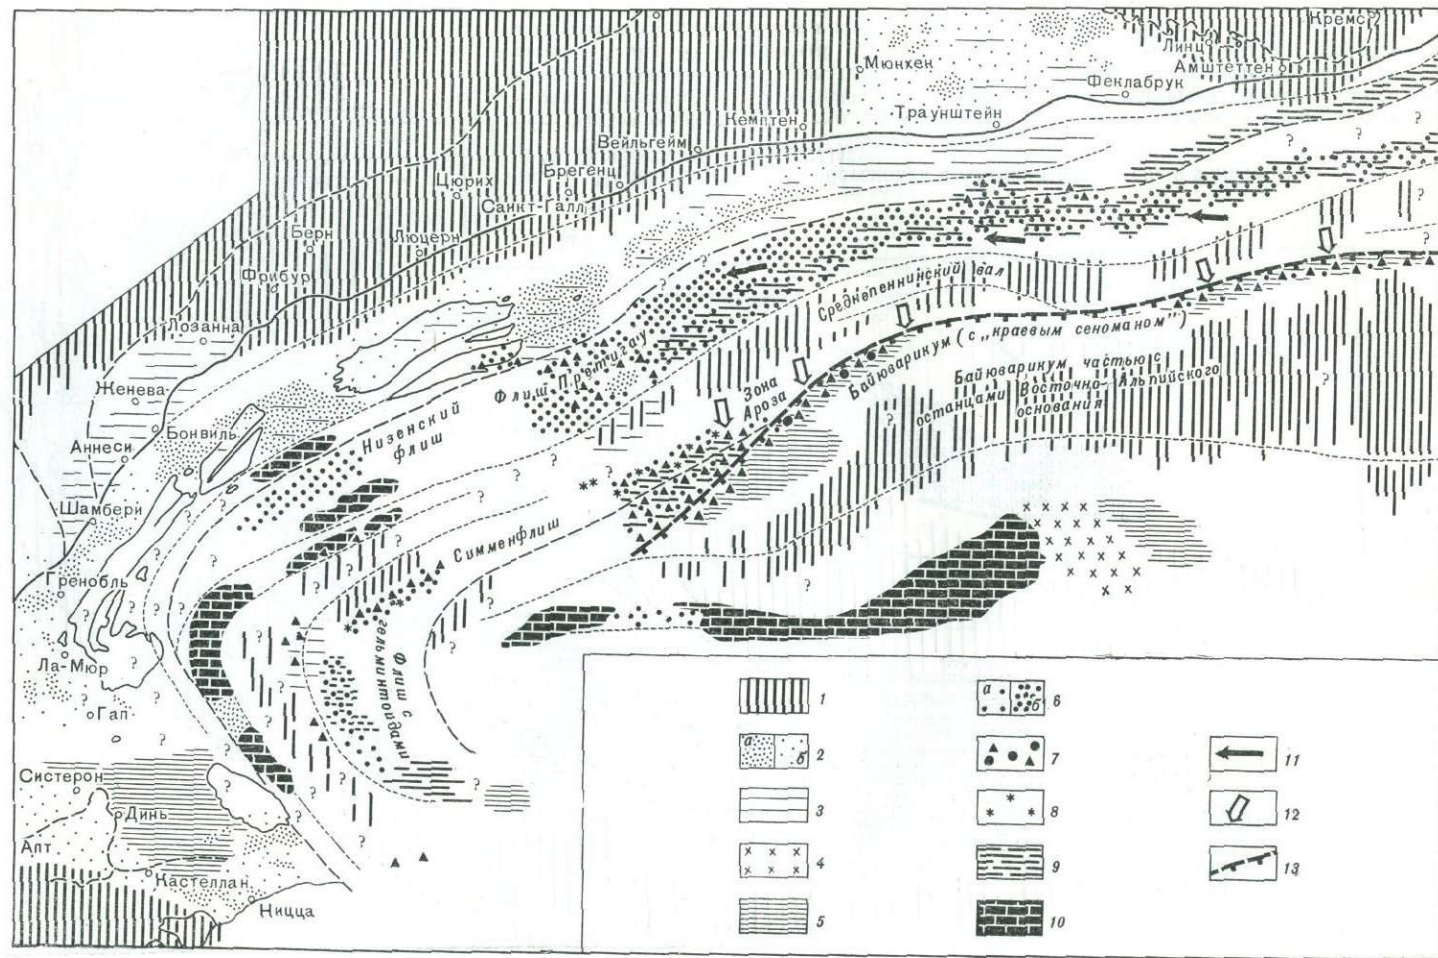 Кремс
Линц
Амштеттен
Мюнхен
Феклабрук
Траунштейн
Кемптен
Вейльгейм
Брегенц
Цюрих
Санкт-Галл
Берн
Люцерн
Фрибур
Лозанна
Женева
Бонвиль
Аннеси
Шамбери
Гренобль
Ла-Мюр
Гап
Систерон
Динь
Апт
Кастеллан
Ницца
Среднепеннинский вал
Байюварикум (с „краевым сеноманом")
Байюварикум частью с
останцами Восточно-Альпийского
основания
Зона
Ароза
Флиш Претигау
Низенский
флиш
Симменфлиш
Флиш с
гельминтоидами
1
а
б
2
3
4
5
а
б
6
7
8
9
10
11
12
13